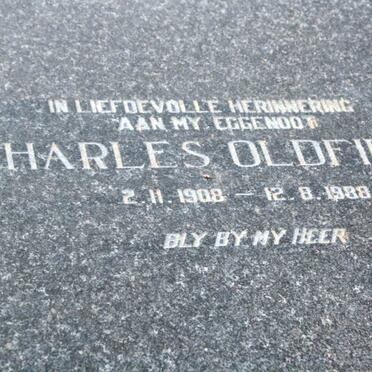 IN LIEFDEVOLLE HERINNERING
AAN MY EGGENOOT
HARLES OLDFI
2.11.1908 – 12.8.1988
BLY BY MY HEER